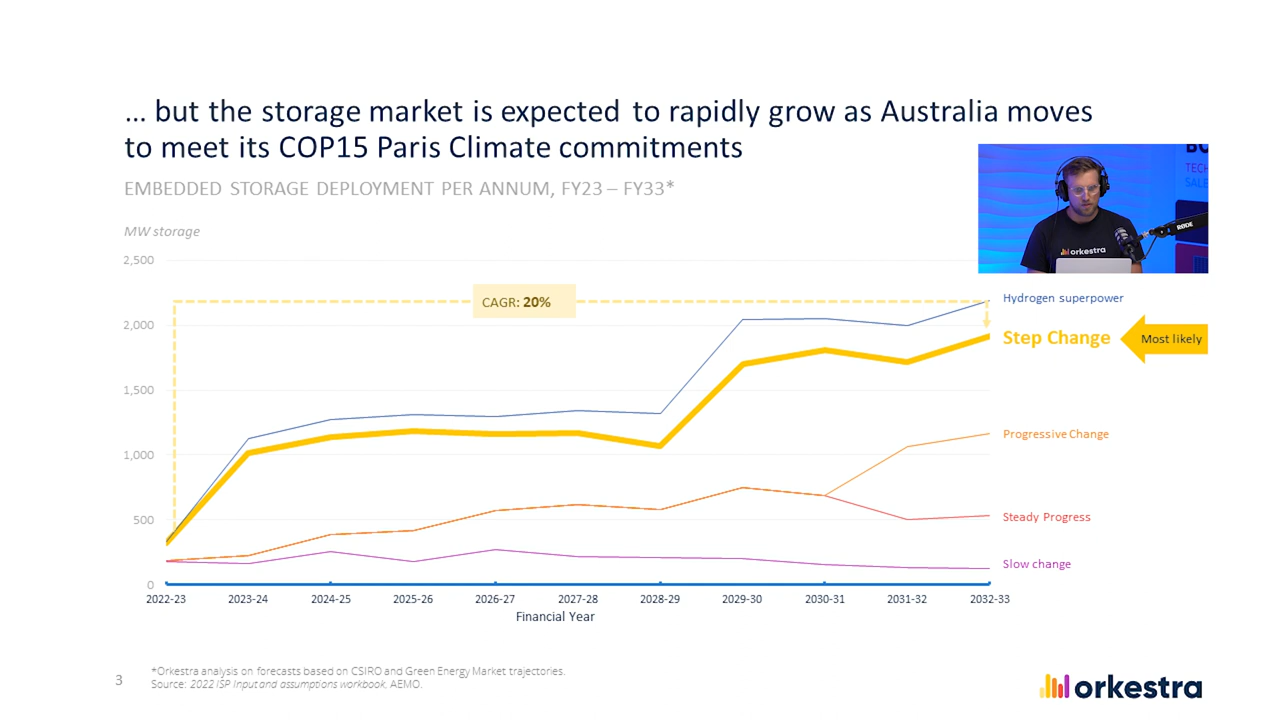 ... but the storage market is expected to rapidly grow as Australia moves
to meet its COP15 Paris Climate commitments
EMBEDDED STORAGE DEPLOYMENT PER ANNUM, FY23 – FY33*
MW storage
TECH
SALE
RØDE
orkestra
2,500
2,000
1,500
1,000
500
0
CAGR: 20%
Hydrogen superpower
Step Change
Most likely
Progressive Change
Steady Progress
Slow change
2022-23 2023-24 2024-25 2025-26 2026-27 2027-28 2028-29 2029-30 2030-31 2031-32 2032-33
Financial Year
*Orkestra analysis on forecasts based on CSIRO and Green Energy Market trajectories.
Source: 2022 ISP Input and assumptions workbook. AEMO.
3
orkestra